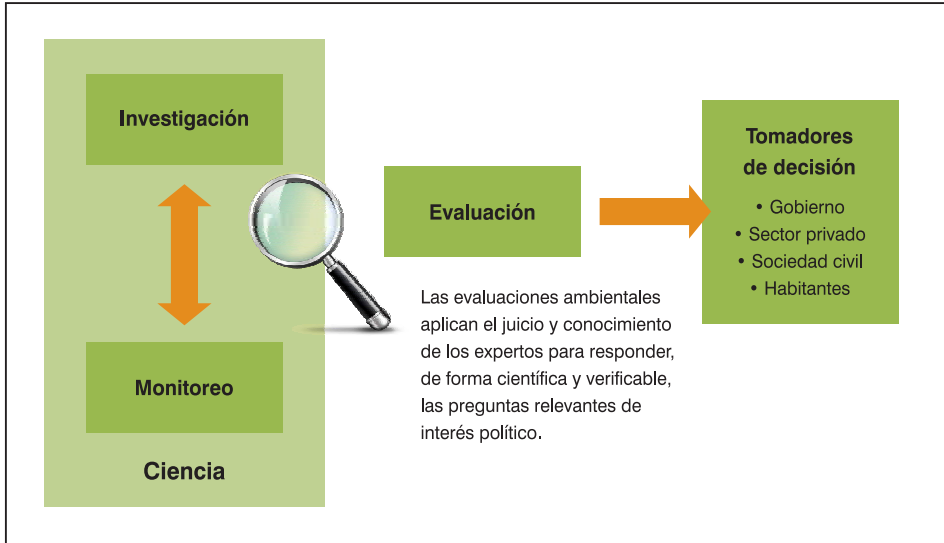 Investigación
Monitoreo
Ciencia
Evaluación
Las evaluaciones ambientales
aplican el juicio y conocimiento
de los expertos para responder,
de forma científica y verificable,
las preguntas relevantes de
interés político.
Tomadores
de decisión
• Gobierno
• Sector privado
• Sociedad civil
• Habitantes